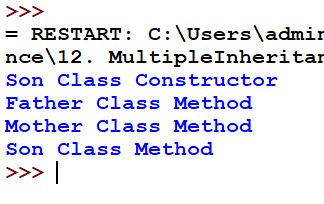 >>>
= RESTART: C:\Users\admin
nce\12. MultipleInheritan
Son Class Constructor
Father Class Method
Mother Class Method
Son Class Method
>>>